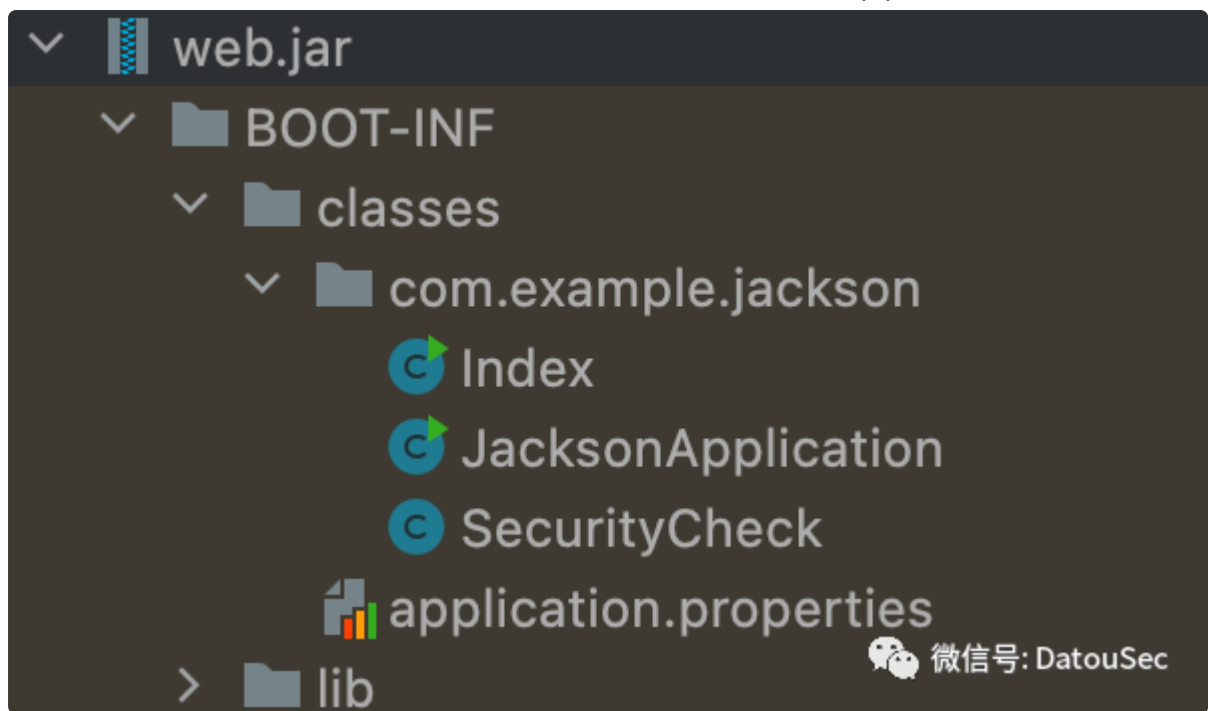 web.jar
BOOT-INF
classes
com.example.jackson
Index
JacksonApplication
SecurityCheck
application.properties
微信号: DatouSec
lib